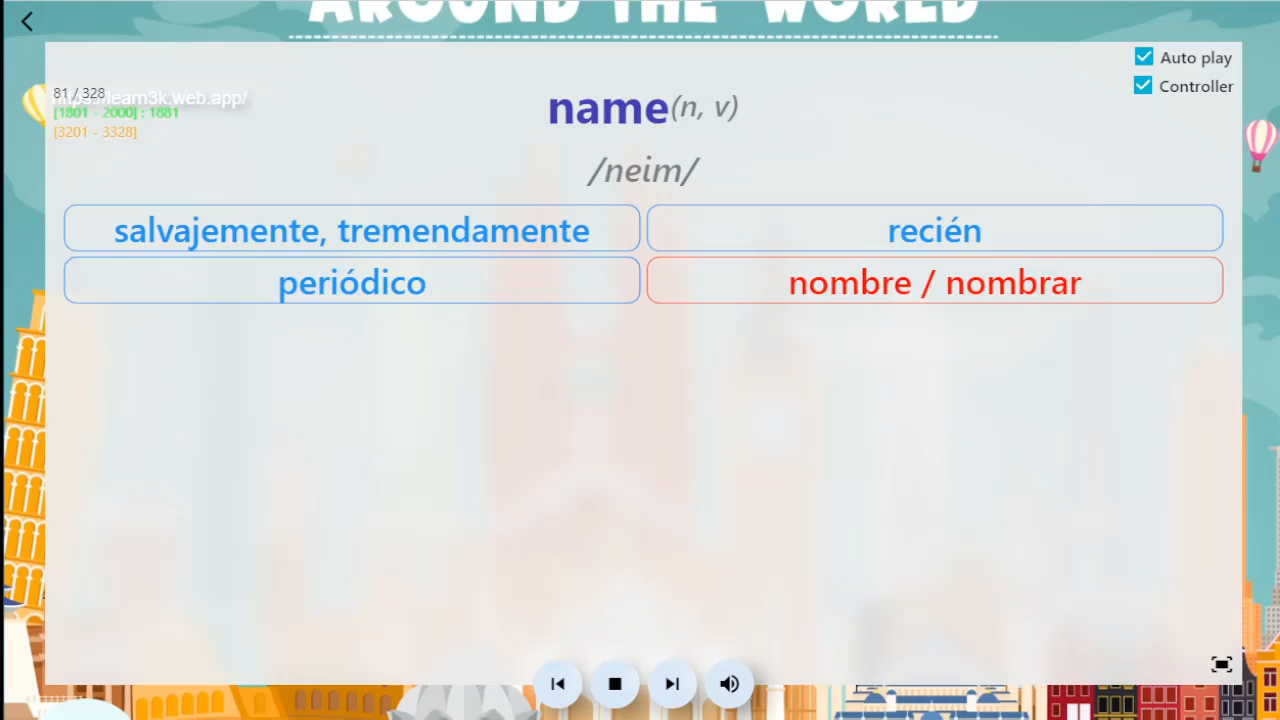 AROUND THE WORLD
Auto play
Controller
81 / 328
https://learn3k.web.app/
[1801 - 2000] : 1881
[3201 - 3328]
name(n, v)
/neim/
salvajemente, tremendamente
recién
periódico
nombre / nombrar